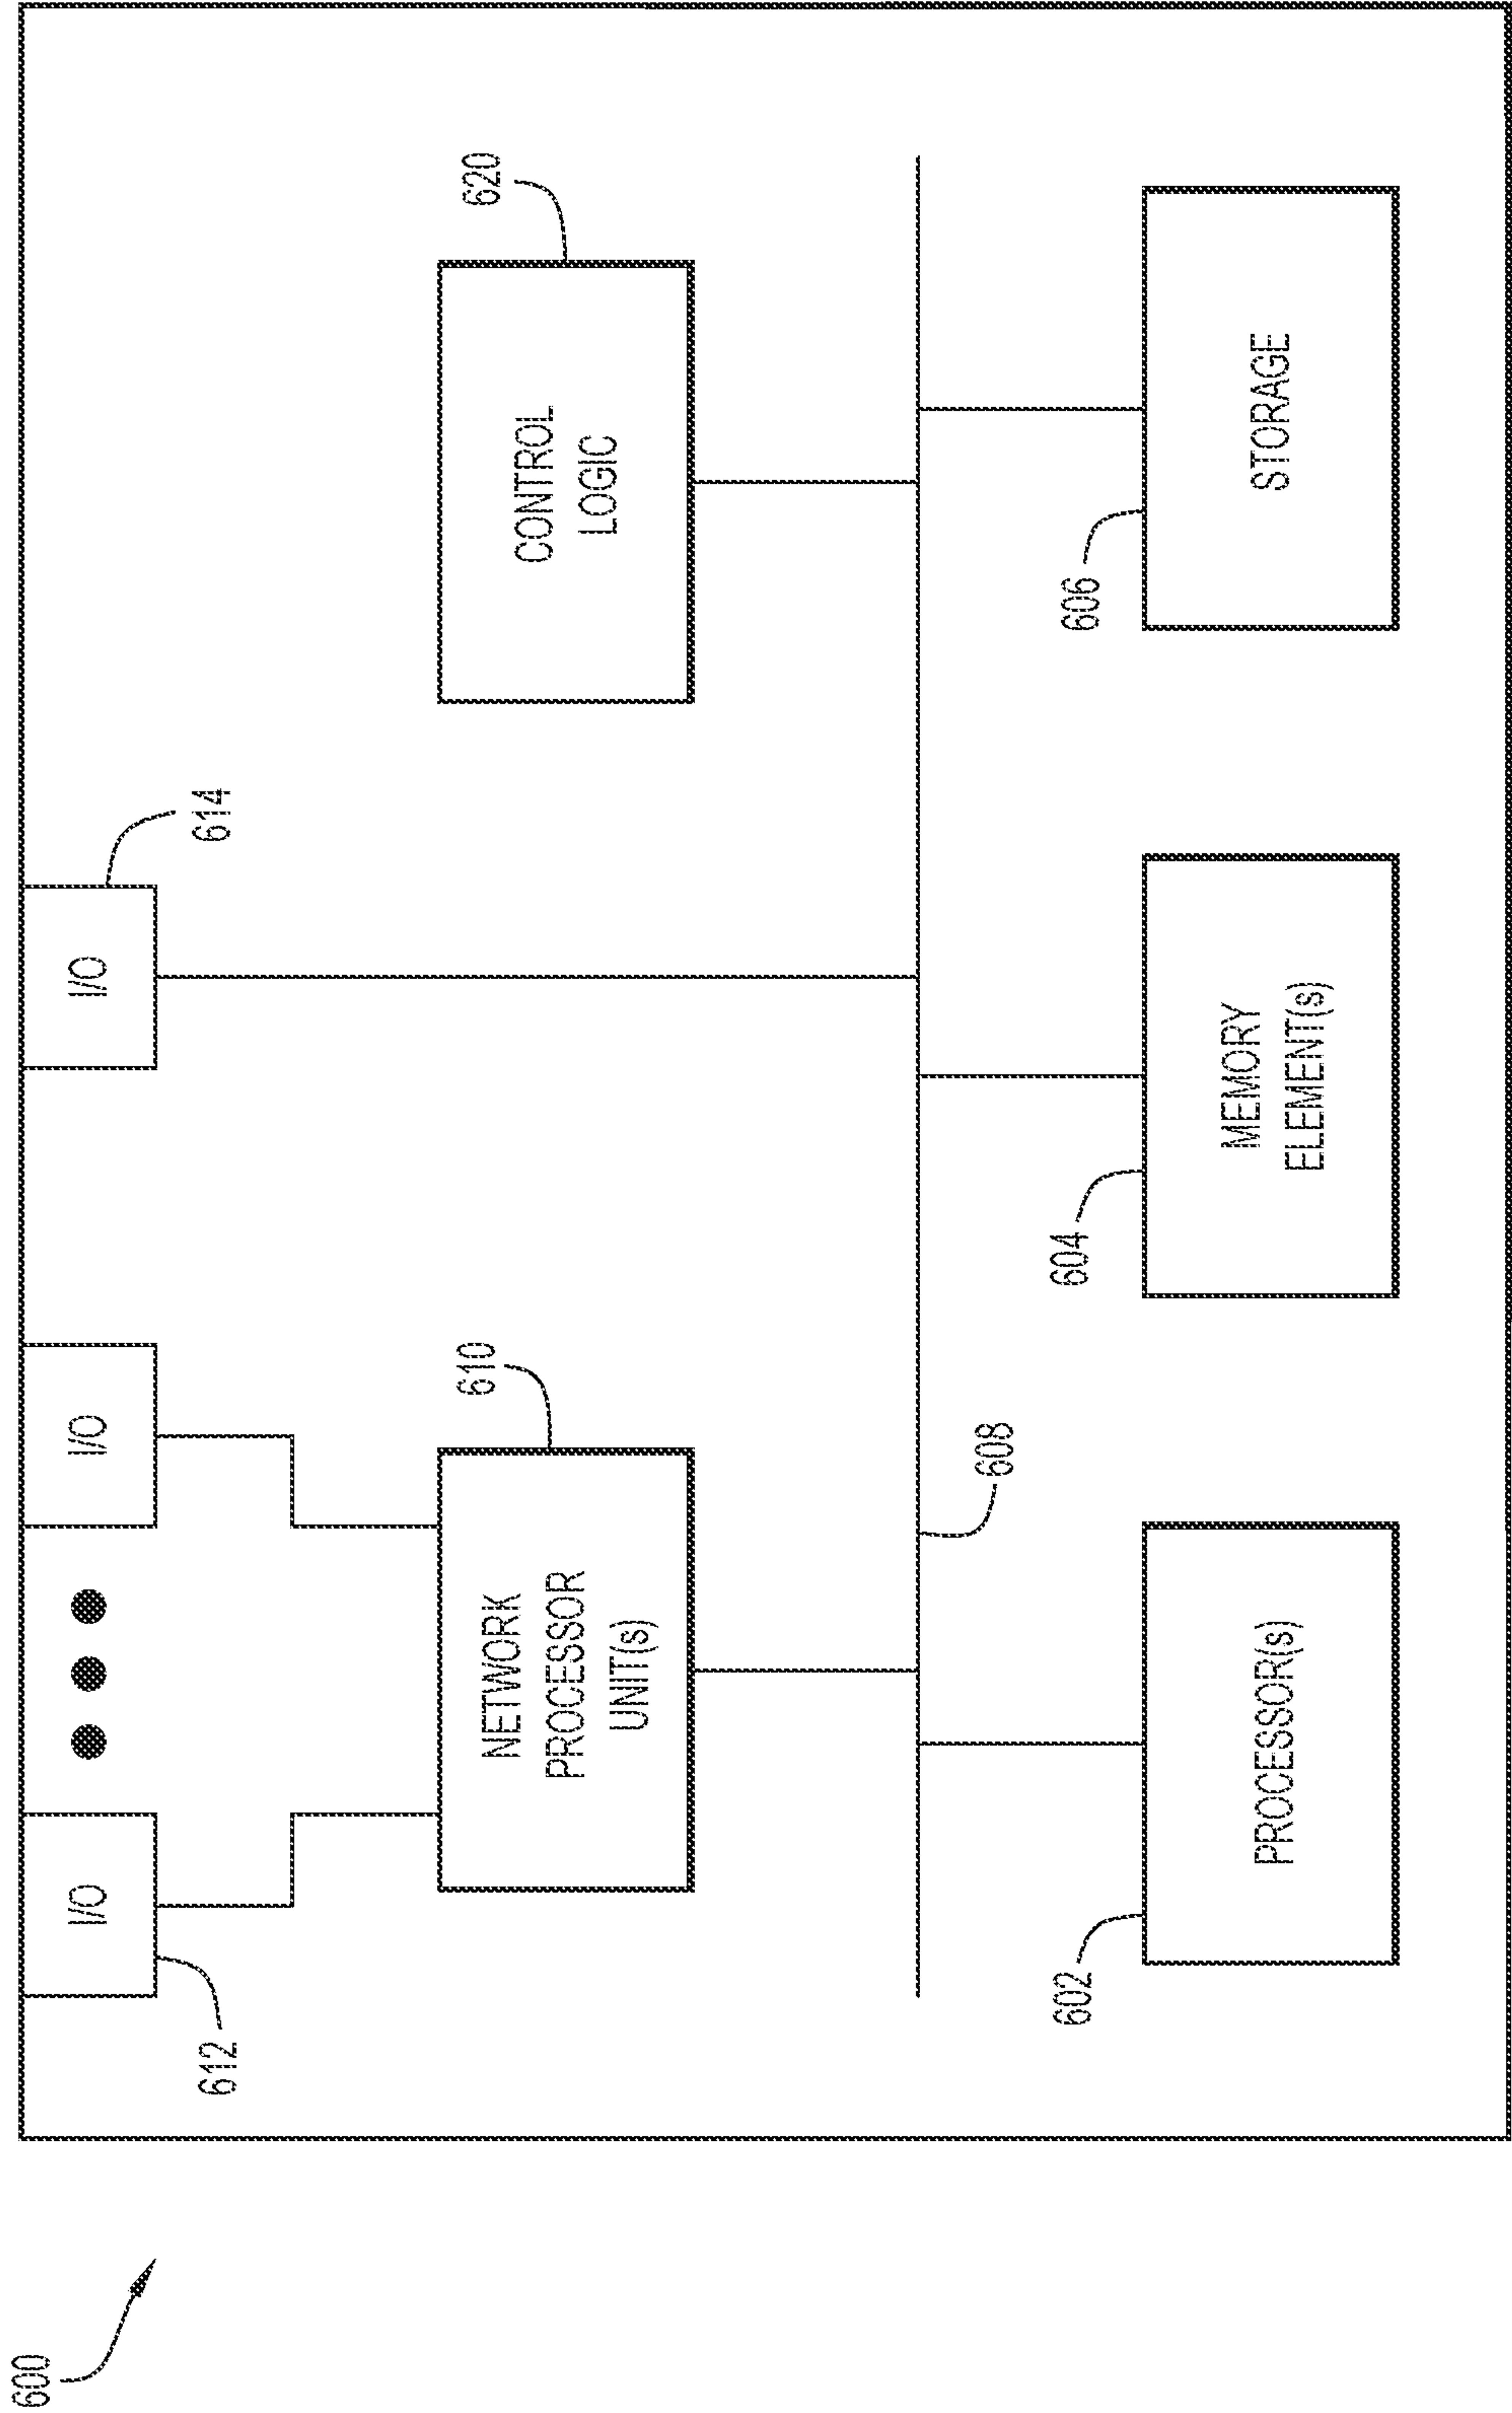 600
612
I/O
I/O
I/O
614
610
NETWORK
PROCESSOR
UNIT(s)
620
CONTROL
LOGIC
608
602
PROCESSOR(s)
604
MEMORY
ELEMENT(s)
606
STORAGE